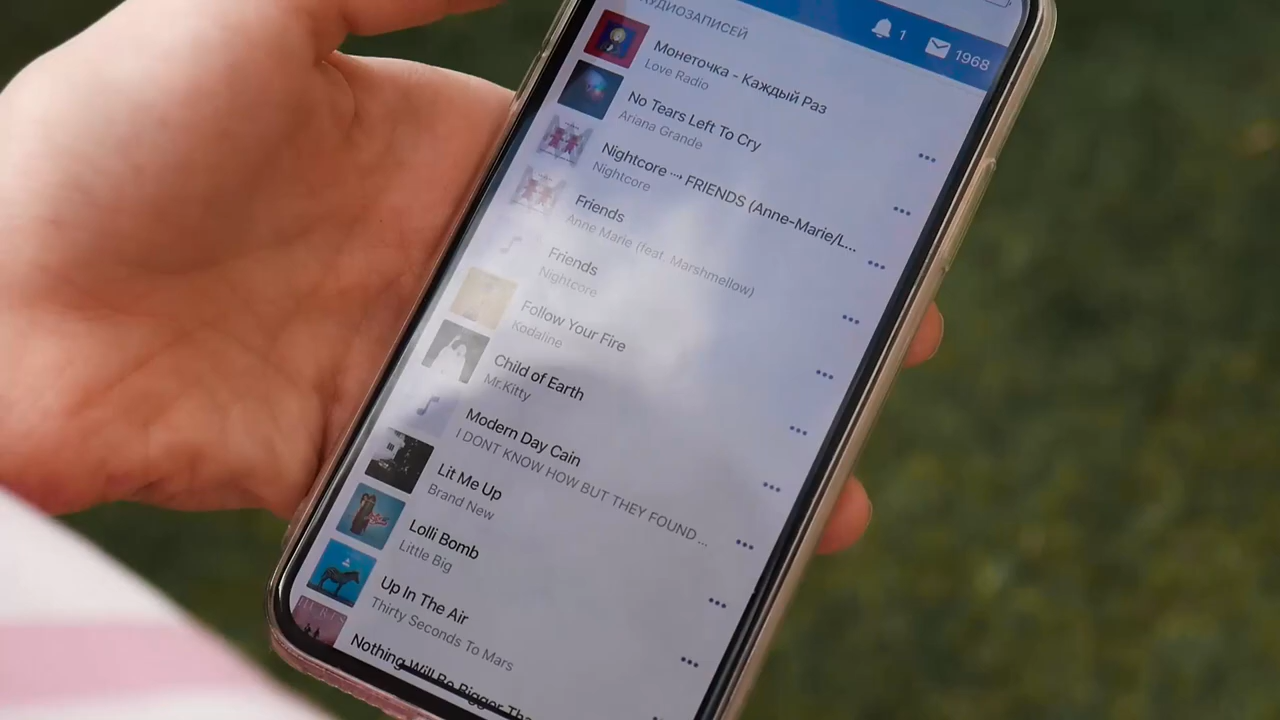 АУДИОЗАПИСЕЙ
1
1968
Монеточка - Каждый Раз
Love Radio
No Tears Left To Cry
Ariana Grande
Nightcore ··→ FRIENDS (Anne-Marie/L...
Nightcore
Friends
Anne Marie (feat. Marshmellow)
Friends
Nightcore
Follow Your Fire
Kodaline
Child of Earth
Mr.Kitty
Modern Day Cain
I DONT KNOW HOW BUT THEY FOUND ...
Lit Me Up
Brand New
Lolli Bomb
Little Big
Up In The Air
Thirty Seconds To Mars
HURTS
Nothing Will Be Bigger Tha